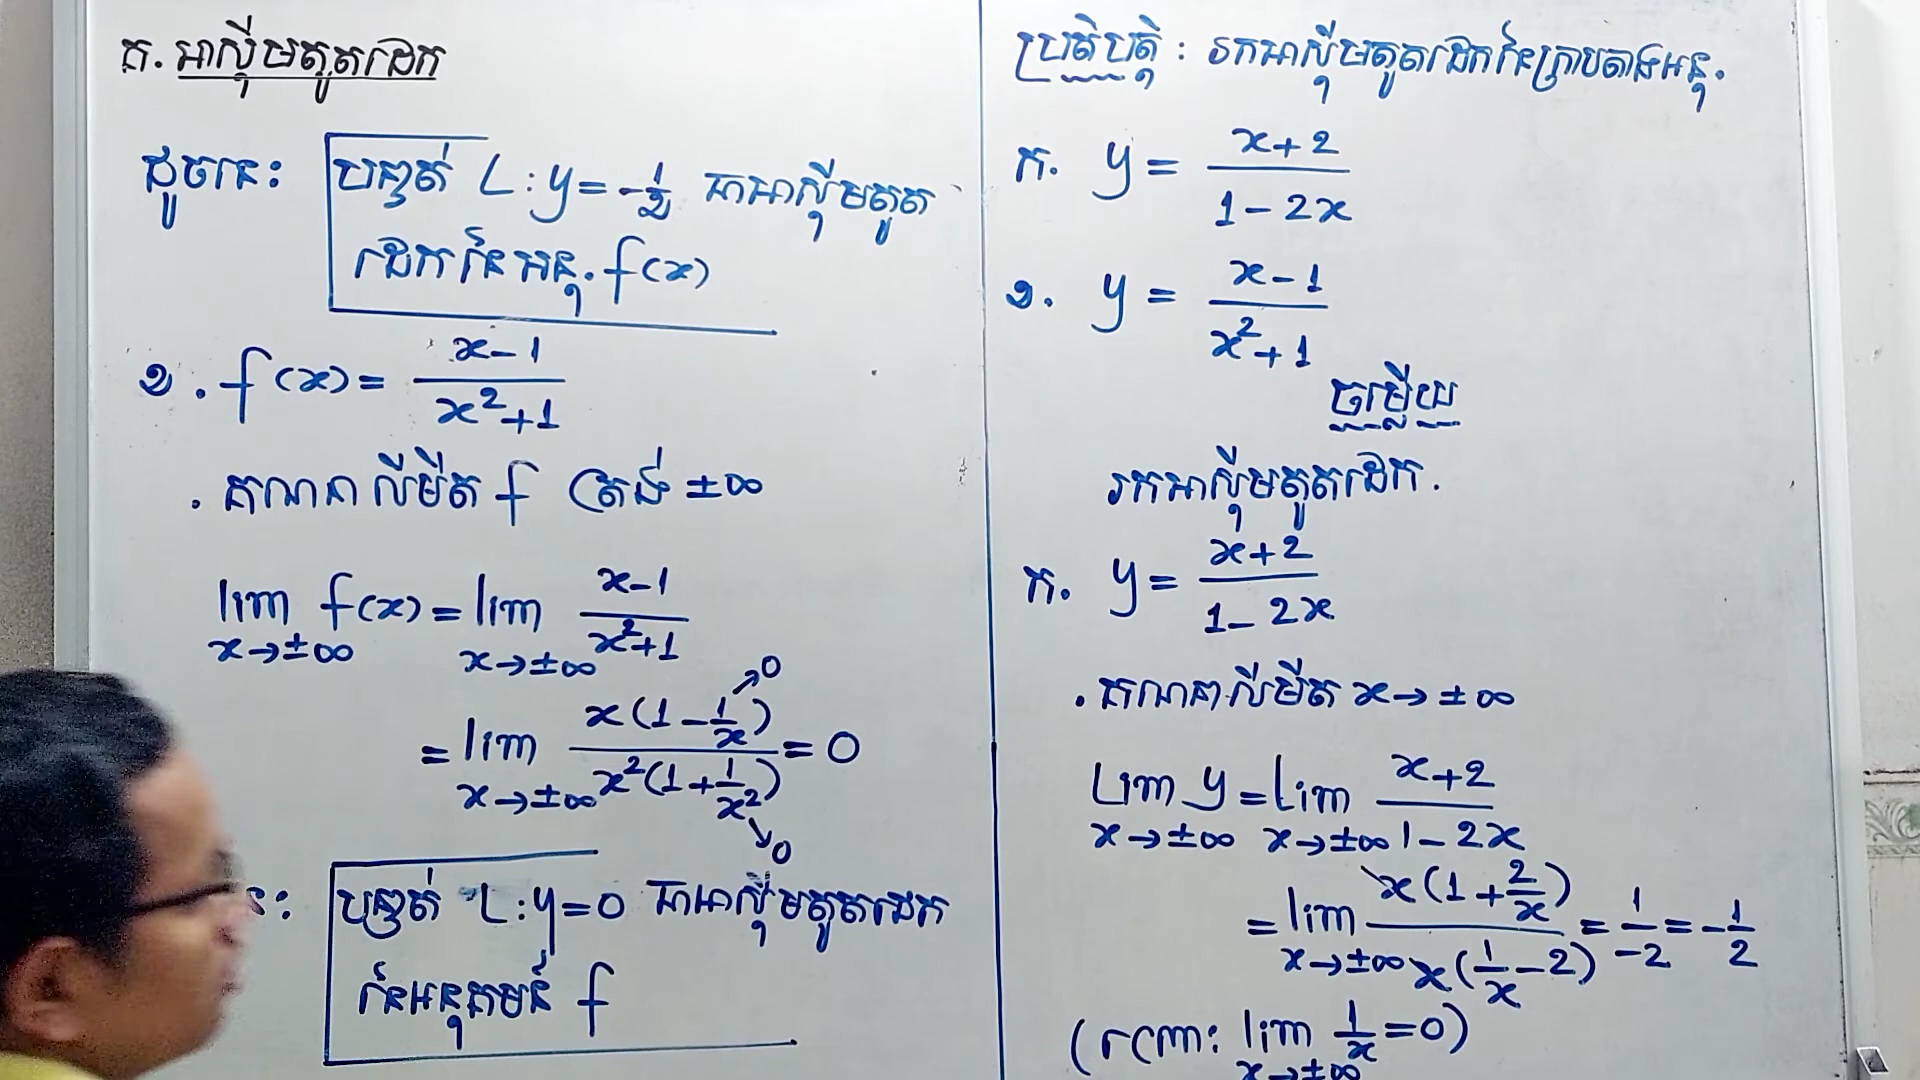 គ. អាស៊ីមតូតដេក
ដូចនេះ បន្ទាត់ L : y = -1/2 ជាអាស៊ីមតូត
ដេកនៃអនុ. f(x)
ខ. f(x) = (x-1)/(x²+1)
. គណនាលីមីត f ត្រង់ ±∞
lim x→±∞ f(x) = lim x→±∞ (x-1)/(x²+1)
= lim x→±∞ x(1 - 1/x)/x²(1 + 1/x²) = 0
→0
→0
នេះ: បន្ទាត់ L : y = 0 ជាអាស៊ីមតូតដេក
នៃអនុគមន៍ f
ប្រតិបត្តិ : រកអាស៊ីមតូតដេកនៃក្រាបតាងអនុ.
ក. y = (x+2)/(1-2x)
ខ. y = (x-1)/(x²+1)
ចម្លើយ
រកអាស៊ីមតូតដេក.
ក. y = (x+2)/(1-2x)
. គណនាលីមីត x→±∞
Lim x→±∞ y = lim x→±∞ (x+2)/(1-2x)
= lim x→±∞ x(1 + 2/x)/x(1/x - 2) = 1/-2 = -1/2
(ព្រោះ: lim x→±∞ 1/x = 0)